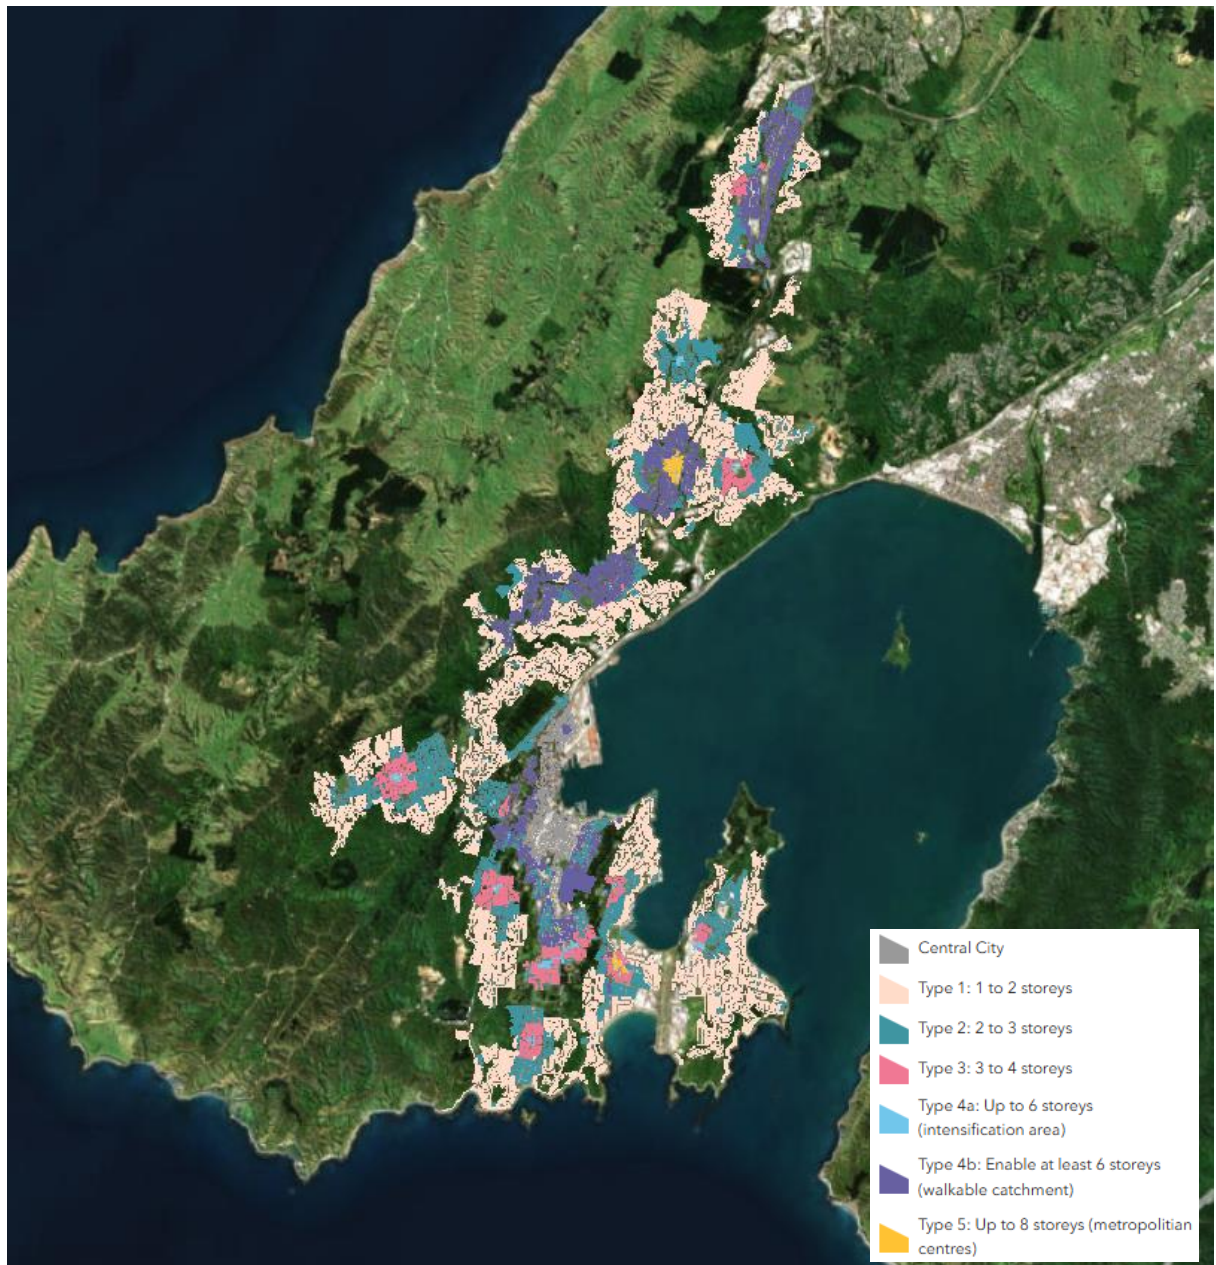 Central City
Type 1: 1 to 2 storeys
Type 2: 2 to 3 storeys
Type 3: 3 to 4 storeys
Type 4a: Up to 6 storeys
(intensification area)
Type 4b: Enable at least 6 storeys
(walkable catchment)
Type 5: Up to 8 storeys (metropolitian
centres)